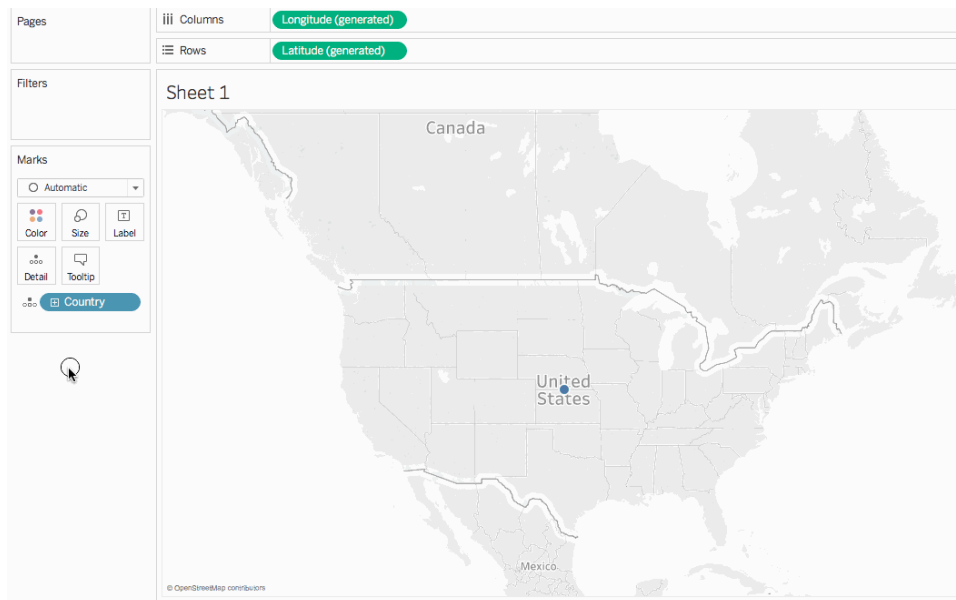 Pages
Columns
Longitude (generated)
Rows
Latitude (generated)
Filters
Sheet 1
Marks
Automatic
Color
Size
Label
T
Detail
Tooltip
Country
Canada
United
States
Mexico
© OpenStreetMap contributors